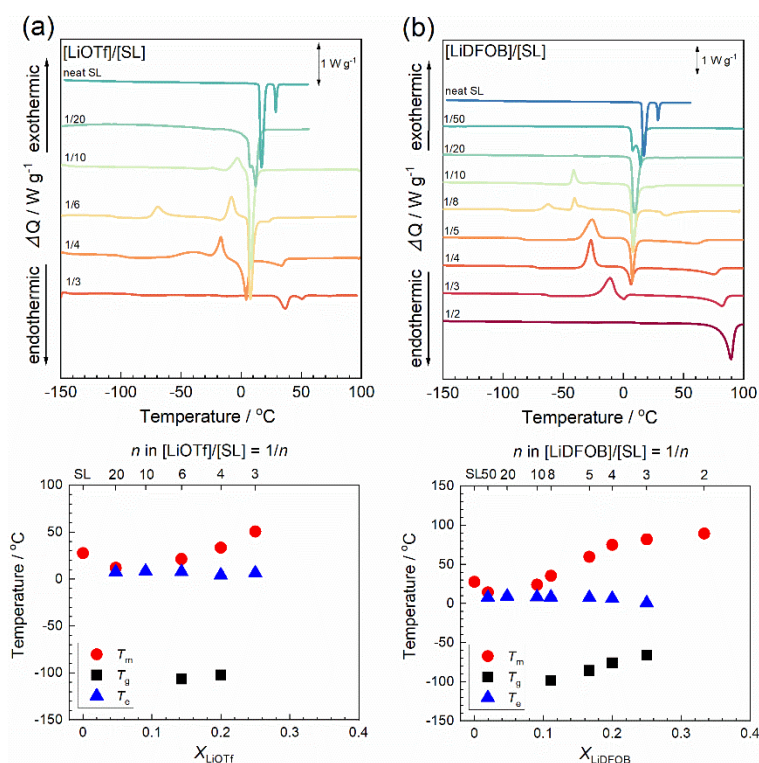 (a)
[LiOTf]/[SL]
1 W g⁻¹
exothermic
ΔQ / W g⁻¹
endothermic
neat SL
1/20
1/10
1/6
1/4
1/3
-150 -100 -50 0 50 100
Temperature / °C
(b)
[LiDFOB]/[SL]
1 W g⁻¹
exothermic
ΔQ / W g⁻¹
endothermic
neat SL
1/50
1/20
1/10
1/8
1/5
1/4
1/3
1/2
-150 -100 -50 0 50 100
Temperature / °C
n in [LiOTf]/[SL] = 1/n
SL 20 10 6 4 3
Temperature / °C
100
50
0
-50
-100
-150
Tm
Tg
Te
0 0.1 0.2 0.3 0.4
XLiOTf
n in [LiDFOB]/[SL] = 1/n
SL 50 20 10 8 5 4 3 2
Temperature / °C
150
100
50
0
-50
-100
-150
Tm
Tg
Te
0 0.1 0.2 0.3 0.4
XLiDFOB